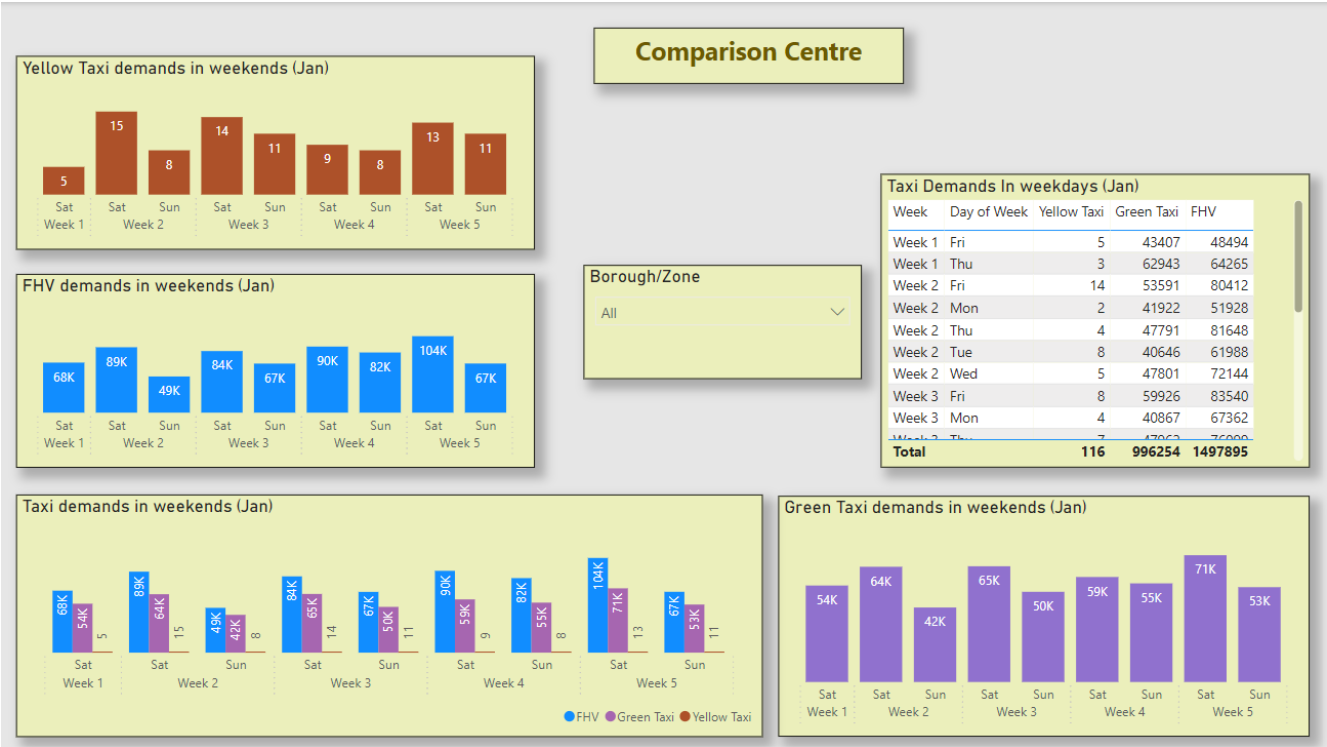 Comparison Centre
Yellow Taxi demands in weekends (Jan)
15
14
13
11
11
9
8
8
5
Sat Sat Sun Sat Sun Sat Sun Sat Sun
Week 1 Week 2 Week 3 Week 4 Week 5
FHV demands in weekends (Jan)
68K 89K 49K 84K 67K 90K 82K 104K 67K
Sat Sat Sun Sat Sun Sat Sun Sat Sun
Week 1 Week 2 Week 3 Week 4 Week 5
Borough/Zone
All
Taxi Demands In weekdays (Jan)
Week Day of Week Yellow Taxi Green Taxi FHV
Week 1 Fri 5 43407 48494
Week 1 Thu 3 62943 64265
Week 2 Fri 14 53591 80412
Week 2 Mon 2 41922 51928
Week 2 Thu 4 47791 81648
Week 2 Tue 8 40646 61988
Week 2 Wed 5 47801 72144
Week 3 Fri 8 59926 83540
Week 3 Mon 4 40867 67362
Total 116 996254 1497895
Taxi demands in weekends (Jan)
68K 54K 5 89K 64K 15 49K 42K 8 84K 65K 14 67K 50K 11 90K 59K 9 82K 55K 8 104K 71K 13 67K 53K 11
Sat Sat Sun Sat Sun Sat Sun Sat Sun
Week 1 Week 2 Week 3 Week 4 Week 5
FHV Green Taxi Yellow Taxi
Green Taxi demands in weekends (Jan)
54K 64K 42K 65K 50K 59K 55K 71K 53K
Sat Sat Sun Sat Sun Sat Sun Sat Sun
Week 1 Week 2 Week 3 Week 4 Week 5